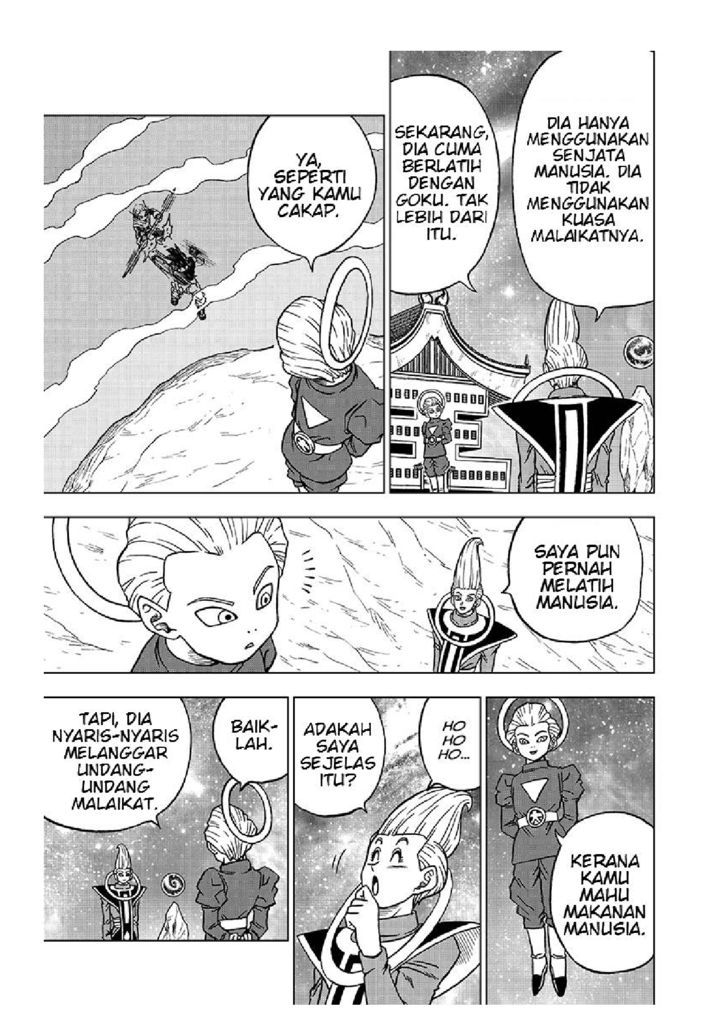 DIA HANYA
MENGGUNAKAN
SENJATA
MANUSIA. DIA
TIDAK
MENGGUNAKAN
KUASA
MALAIKATNYA.
SEKARANG,
DIA CUMA
BERLATIH
DENGAN
GOKU. TAK
LEBIH DARI
ITU.
YA,
SEPERTI
YANG KAMU
CAKAP.
SAYA PUN
PERNAH
MELATIH
MANUSIA.
KERANA
KAMU
MAHU
MAKANAN
MANUSIA.
HO
HO
HO...
ADAKAH
SAYA
SEJELAS
ITU?
BAIK-
LAH.
TAPI, DIA
NYARIS-NYARIS
MELANGGAR
UNDANG-
UNDANG
MALAIKAT.